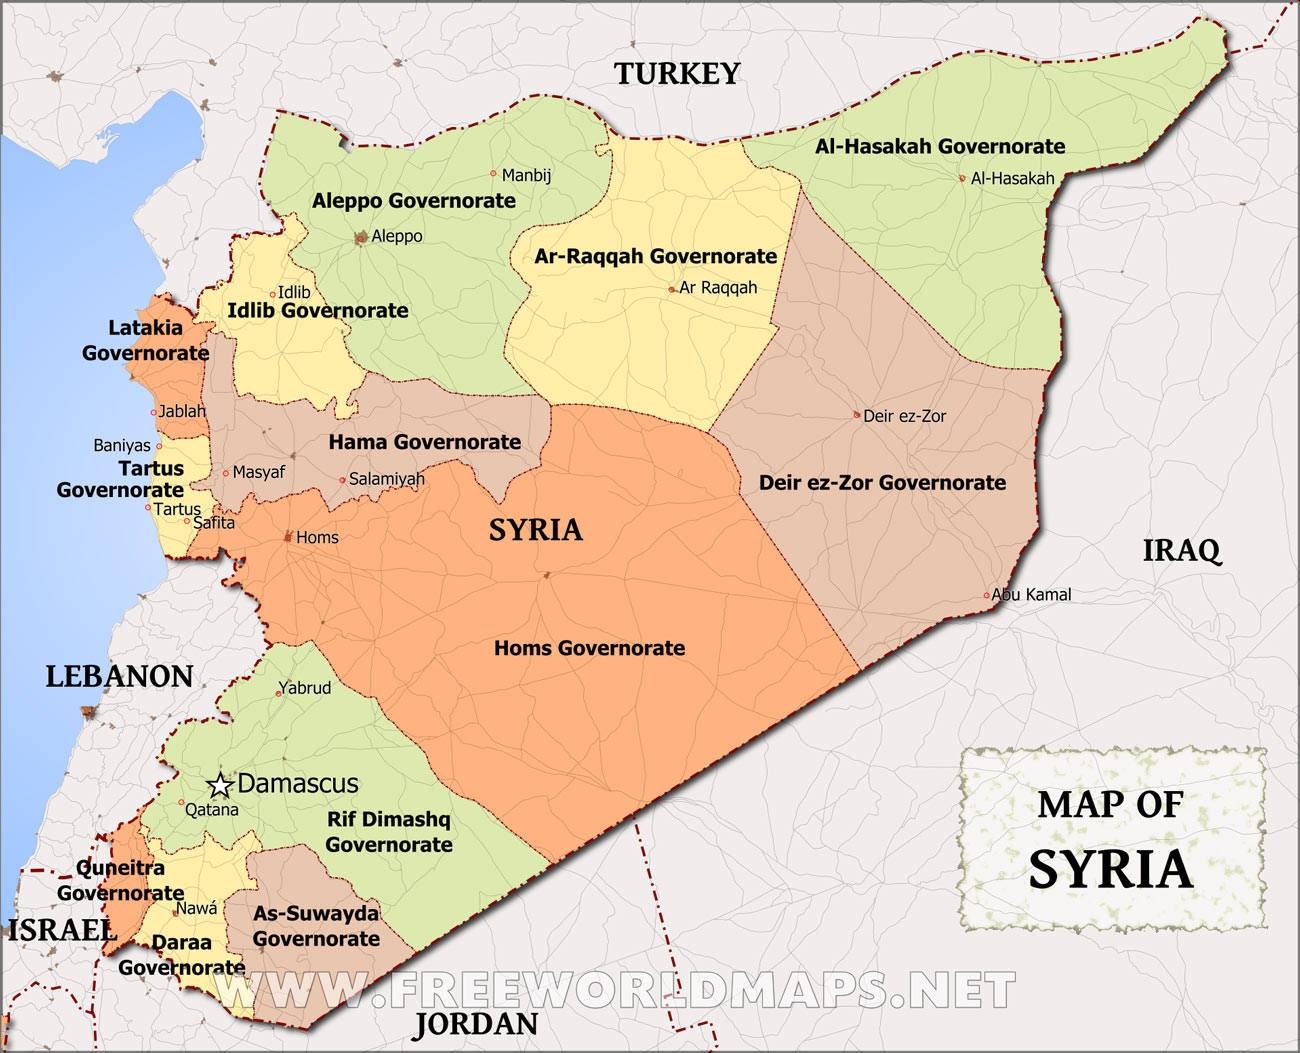 TURKEY
Al-Hasakah Governorate
Al-Hasakah
Manbij
Aleppo Governorate
Aleppo
Ar-Raqqah Governorate
Ar Raqqah
Idlib
Idlib Governorate
Latakia
Governorate
Jablah
Deir ez-Zor
Baniyas
Hama Governorate
Tartus
Governorate
Masyaf
Salamiyah
Deir ez-Zor Governorate
Tartus
Safita
SYRIA
Homs
IRAQ
Abu Kamal
Homs Governorate
LEBANON
Yabrud
Damascus
Qatana
Rif Dimashq
Governorate
MAP OF
SYRIA
Quneitra
Governorate
Nawá
As-Suwayda
Governorate
ISRAEL
Daraa
Governorate
WWW.FREEWORLDMAPS.NET
JORDAN